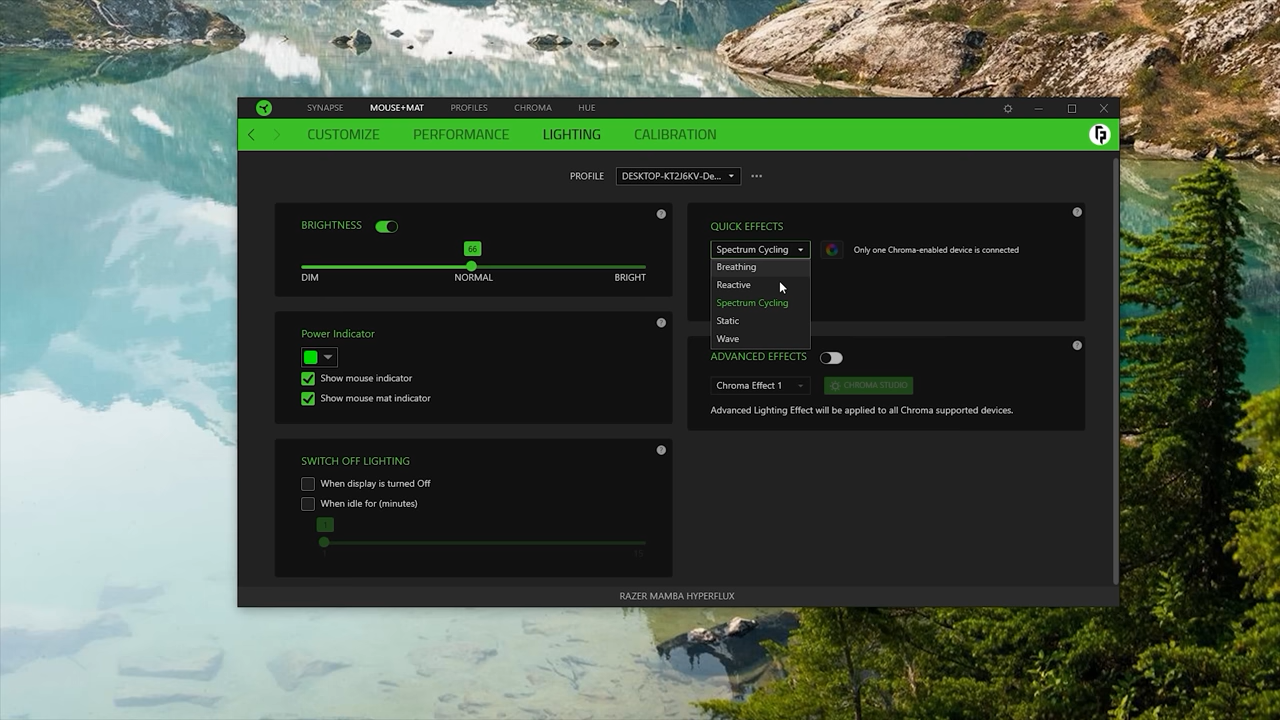 SYNAPSE MOUSE+MAT PROFILES CHROMA HUE
CUSTOMIZE PERFORMANCE LIGHTING CALIBRATION
PROFILE DESKTOP-KT2J6KV-De...
BRIGHTNESS
66
DIM NORMAL BRIGHT
Power Indicator
Show mouse indicator
Show mouse mat indicator
SWITCH OFF LIGHTING
When display is turned Off
When idle for (minutes)
1
1 15
QUICK EFFECTS
Spectrum Cycling Only one Chroma-enabled device is connected
Breathing
Reactive
Spectrum Cycling
Static
Wave
ADVANCED EFFECTS
Chroma Effect 1 CHROMA STUDIO
Advanced Lighting Effect will be applied to all Chroma supported devices.
RAZER MAMBA HYPERFLUX